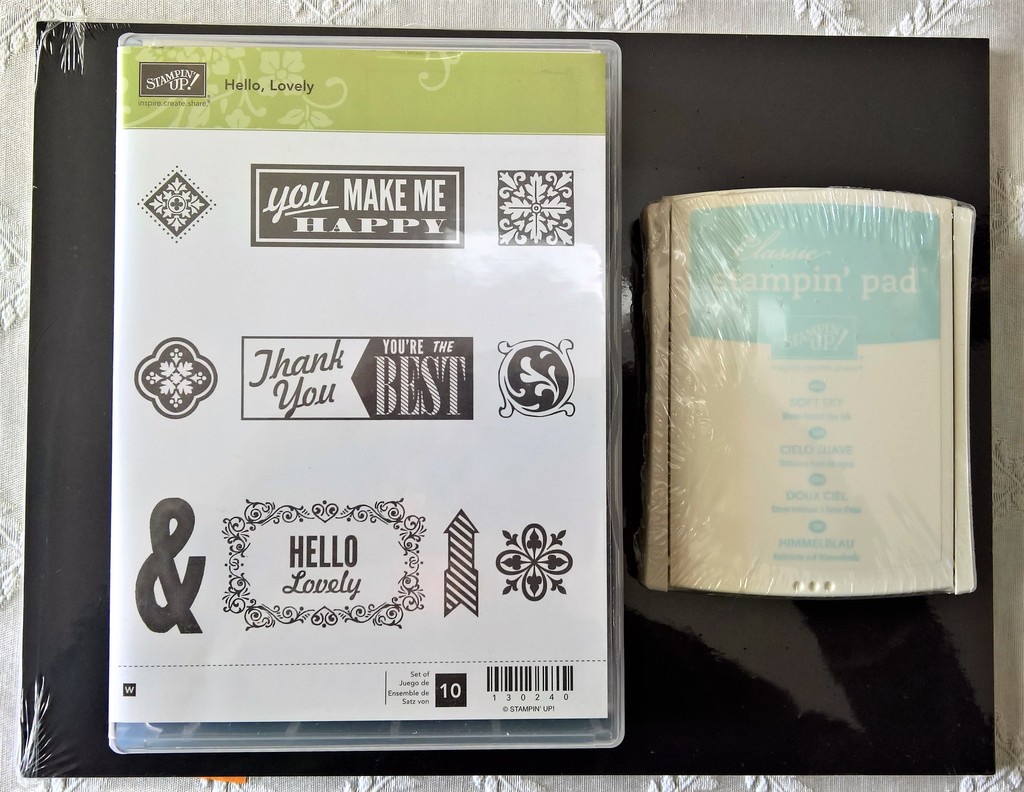 STAMPIN' UP!
inspire.create.share.
Hello, Lovely
you MAKE ME
HAPPY
Thank
You
YOU'RE THE
BEST
&
HELLO
Lovely
W
Set of
Juego de
Ensemble de
Satz von
10
130240
© STAMPIN' UP!
Classic
stampin' pad
STAMPIN' UP!
SOFT SKY
CIELO SUAVE
DOUX CIEL
HIMMELBLAU